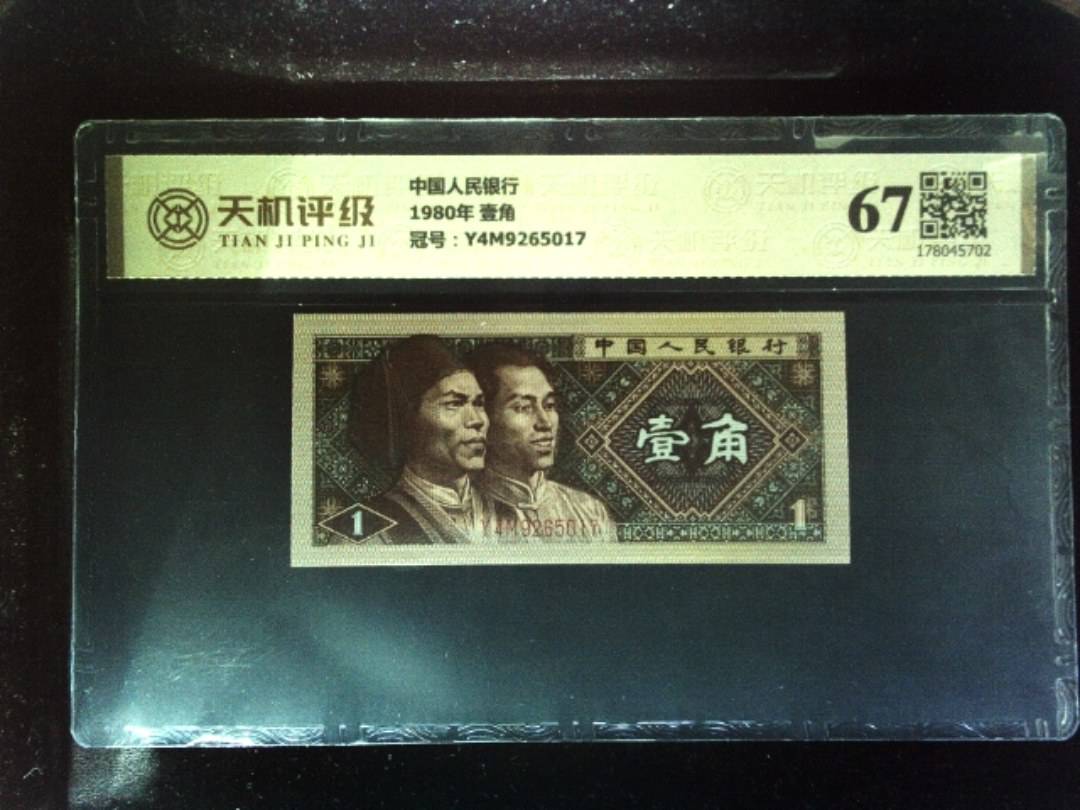 天机评级
TIAN JI PING JI
中国人民银行
1980年 壹角
冠号：Y4M9265017
67
178045702
中国人民银行
壹角
1
Y4M9265017
1